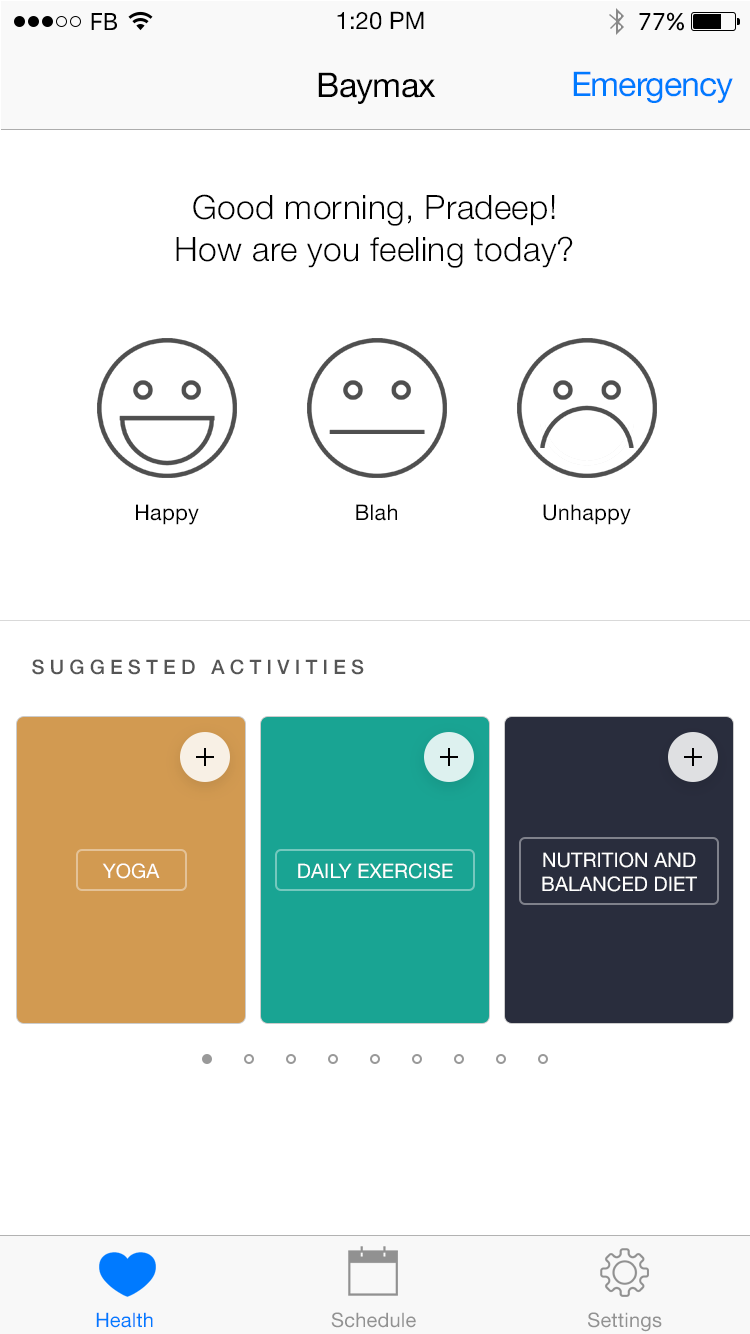 FB 1:20 PM 77%
Baymax Emergency
Good morning, Pradeep!
How are you feeling today?
Happy Blah Unhappy
SUGGESTED ACTIVITIES
YOGA
DAILY EXERCISE
NUTRITION AND
BALANCED DIET
Health Schedule Settings